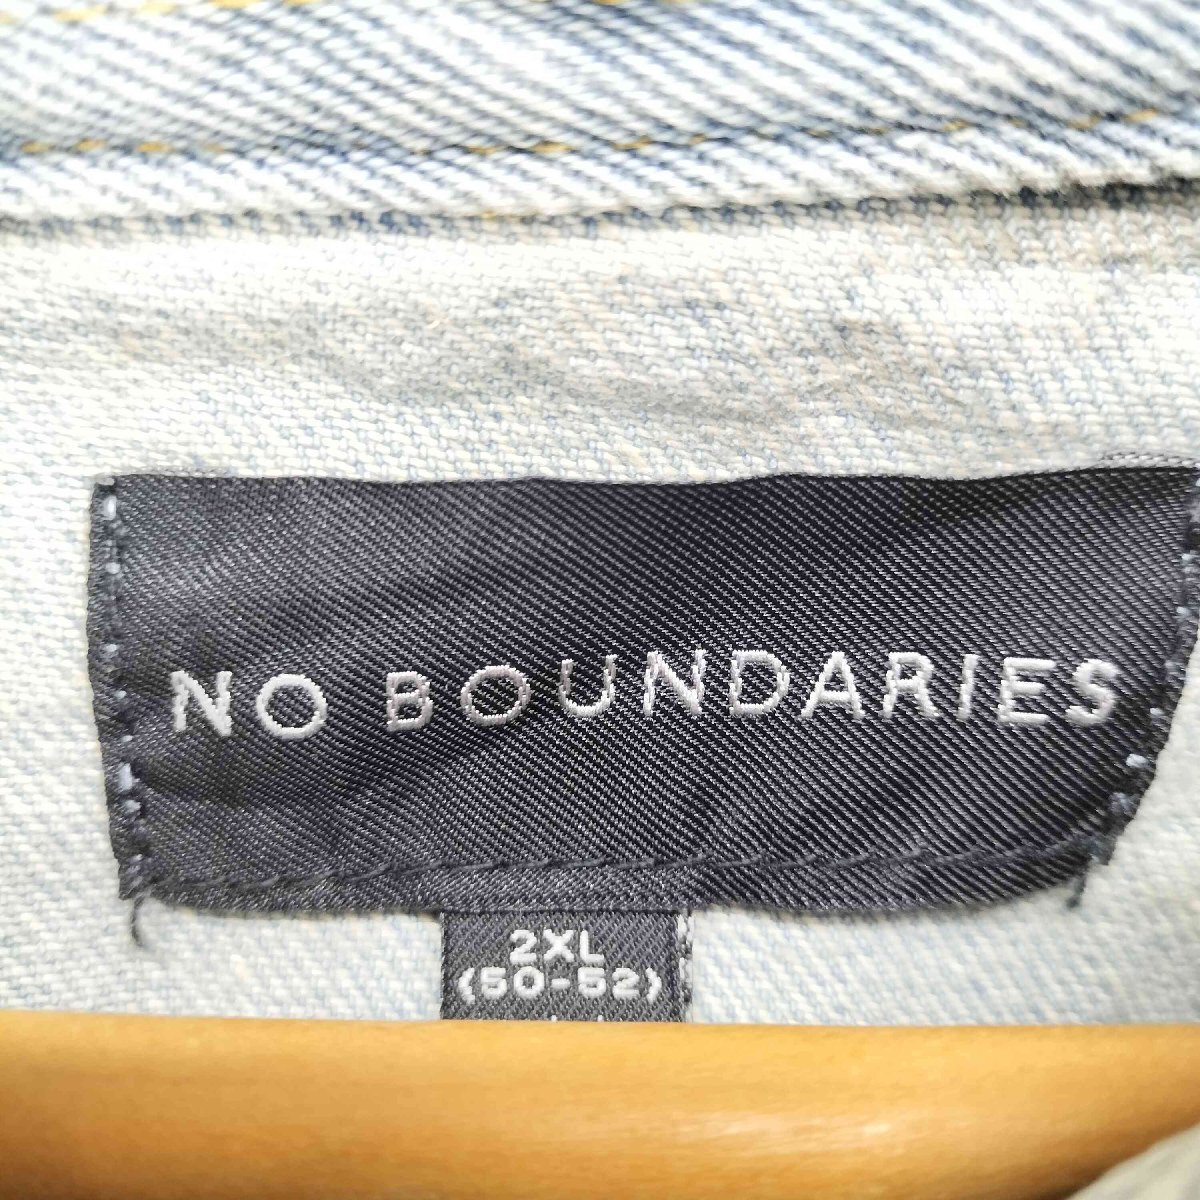 NO BOUNDARIES
2XL
(50-52)